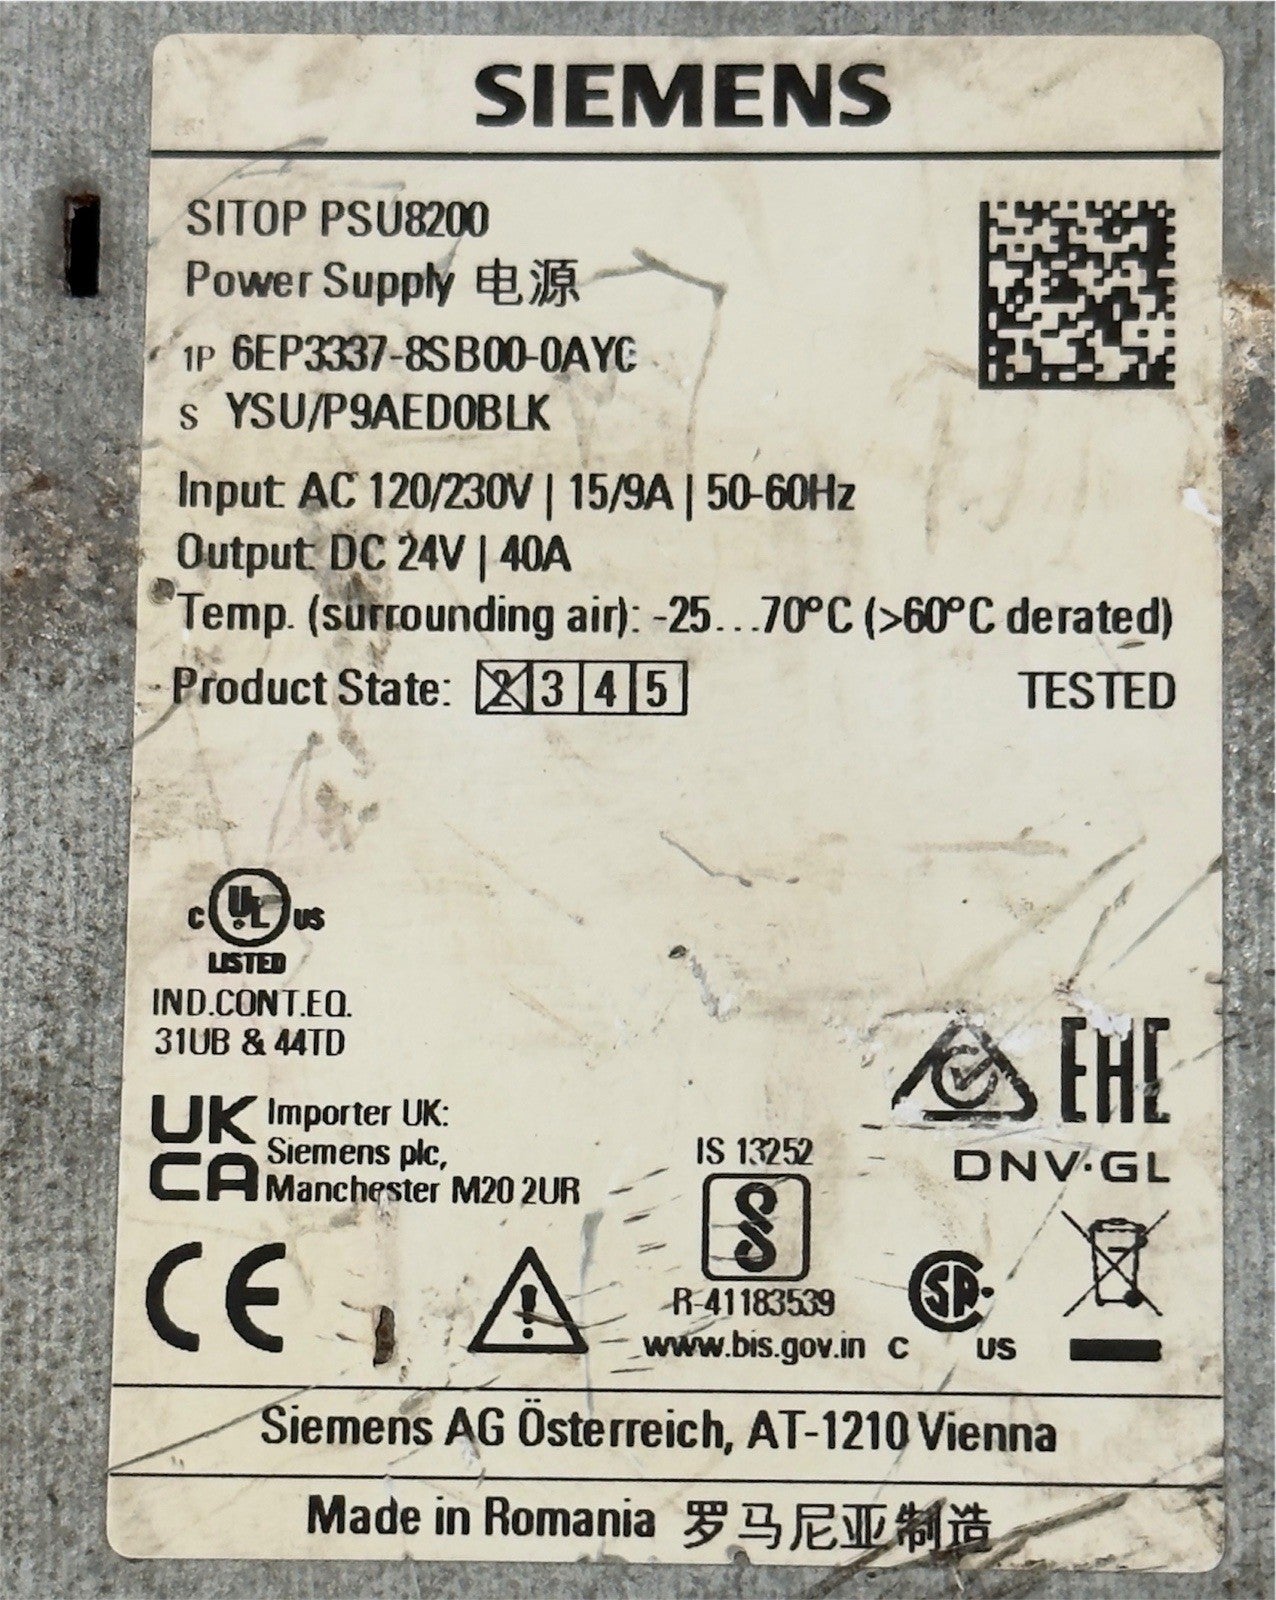 SIEMENS
SITOP PSU8200
Power Supply 电源
1P 6EP3337-8SB00-0AY0
S YSU/P9AED0BLK
Input: AC 120/230V | 15/9A | 50-60Hz
Output: DC 24V | 40A
Temp. (surrounding air): -25...70°C (>60°C derated)
Product State: 2 3 4 5 TESTED
C UL US
LISTED
IND.CONT.EQ.
31UB & 44TD
UK
CA
Importer UK:
Siemens plc,
Manchester M20 2UR
EAC
DNV·GL
IS 13252
R-41183539
www.bis.gov.in
CE
C SA US
Siemens AG Österreich, AT-1210 Vienna
Made in Romania 罗马尼亚制造